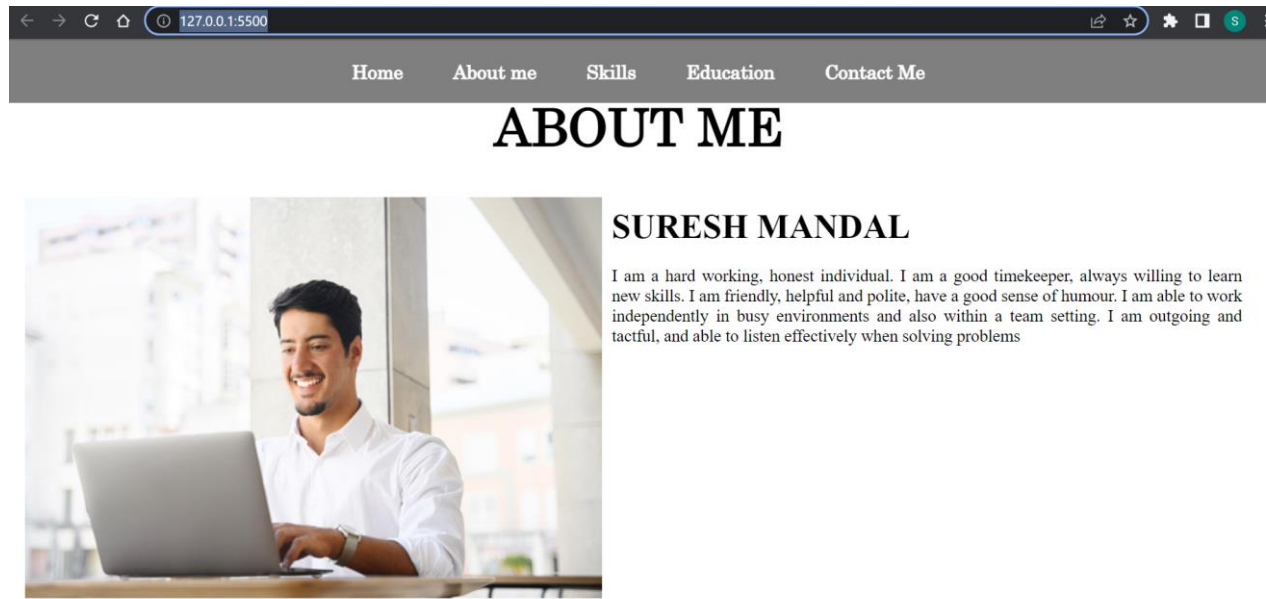 127.0.0.1:5500
S
Home About me Skills Education Contact Me
ABOUT ME
SURESH MANDAL
I am a hard working, honest individual. I am a good timekeeper, always willing to learn
new skills. I am friendly, helpful and polite, have a good sense of humour. I am able to work
independently in busy environments and also within a team setting. I am outgoing and
tactful, and able to listen effectively when solving problems